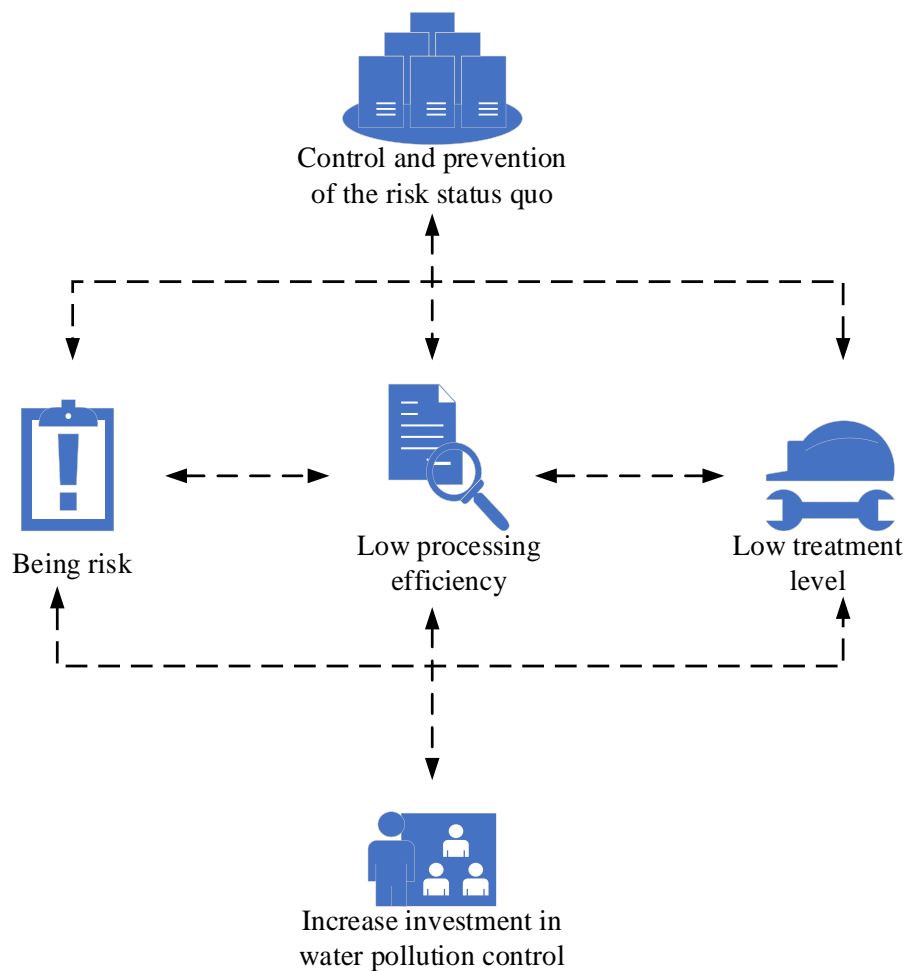 Control and prevention
of the risk status quo
Being risk
Low processing
efficiency
Low treatment
level
Increase investment in
water pollution control